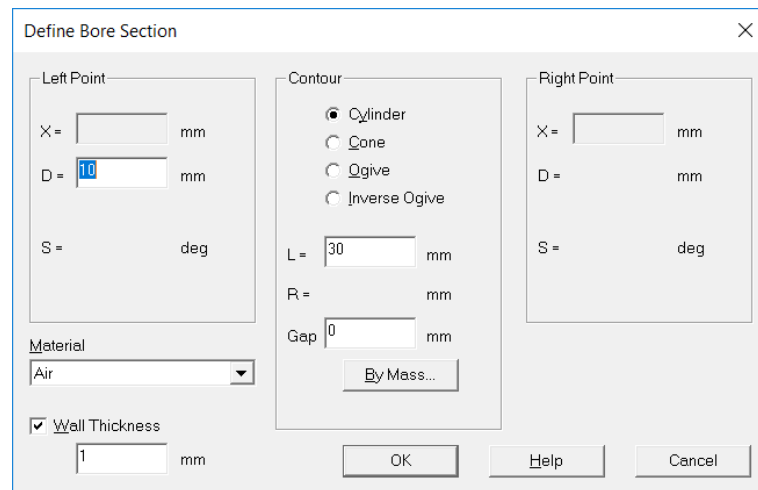 Define Bore Section
Left Point
X = mm
D = 10 mm
S = deg
Material
Air
Wall Thickness
1 mm
Contour
Cylinder
Cone
Ogive
Inverse Ogive
L = 30 mm
R = mm
Gap 0 mm
By Mass...
Right Point
X = mm
D = mm
S = deg
OK
Help
Cancel